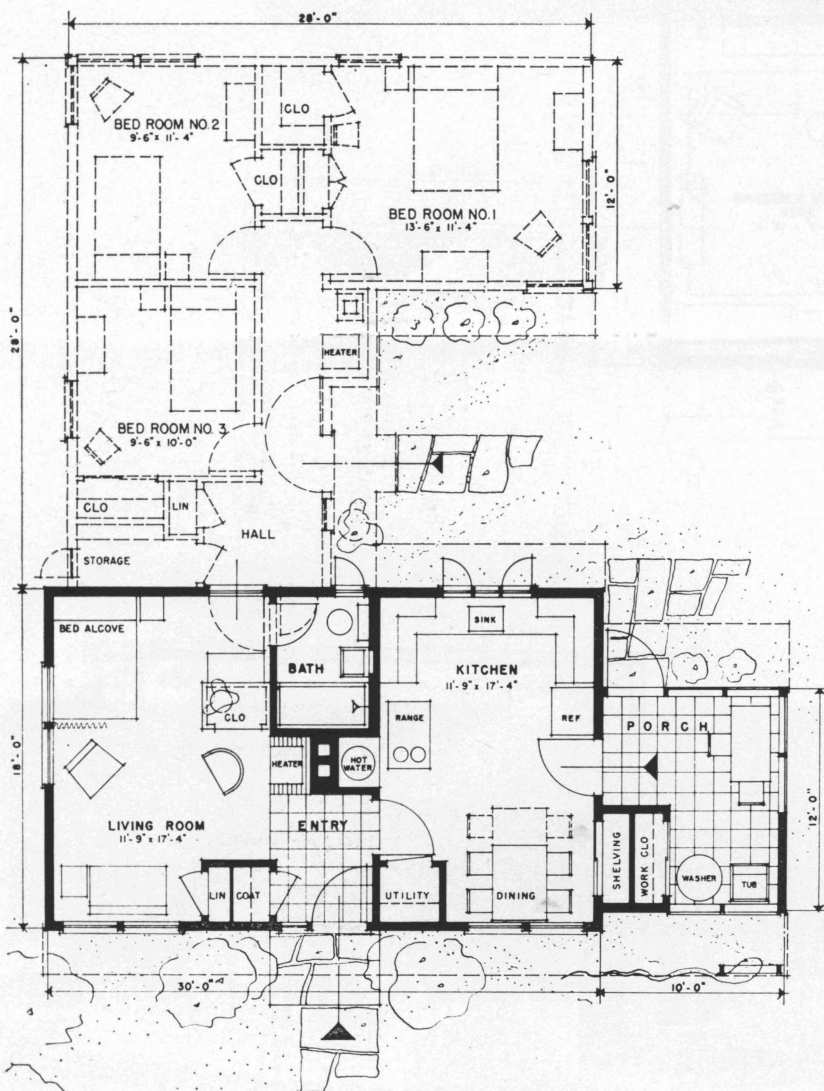 28'-0"
CLO
BED ROOM NO.2
9'-6" x 11'-4"
CLO
BED ROOM NO.1
13'-6" x 11'-4"
12'-0"
28'-0"
HEATER
BED ROOM NO. 3
9'-6" x 10'-0"
CLO
LIN
HALL
STORAGE
BED ALCOVE
SINK
BATH
KITCHEN
11'-9" x 17'-4"
CLO
RANGE
REF
PORCH
HEATER
HOT
WATER
18'-0"
LIVING ROOM
11'-9" x 17'-4"
ENTRY
12'-0"
SHELVING
WORK CLO
LIN
COAT
UTILITY
DINING
WASHER
TUB
30'-0"
10'-0"